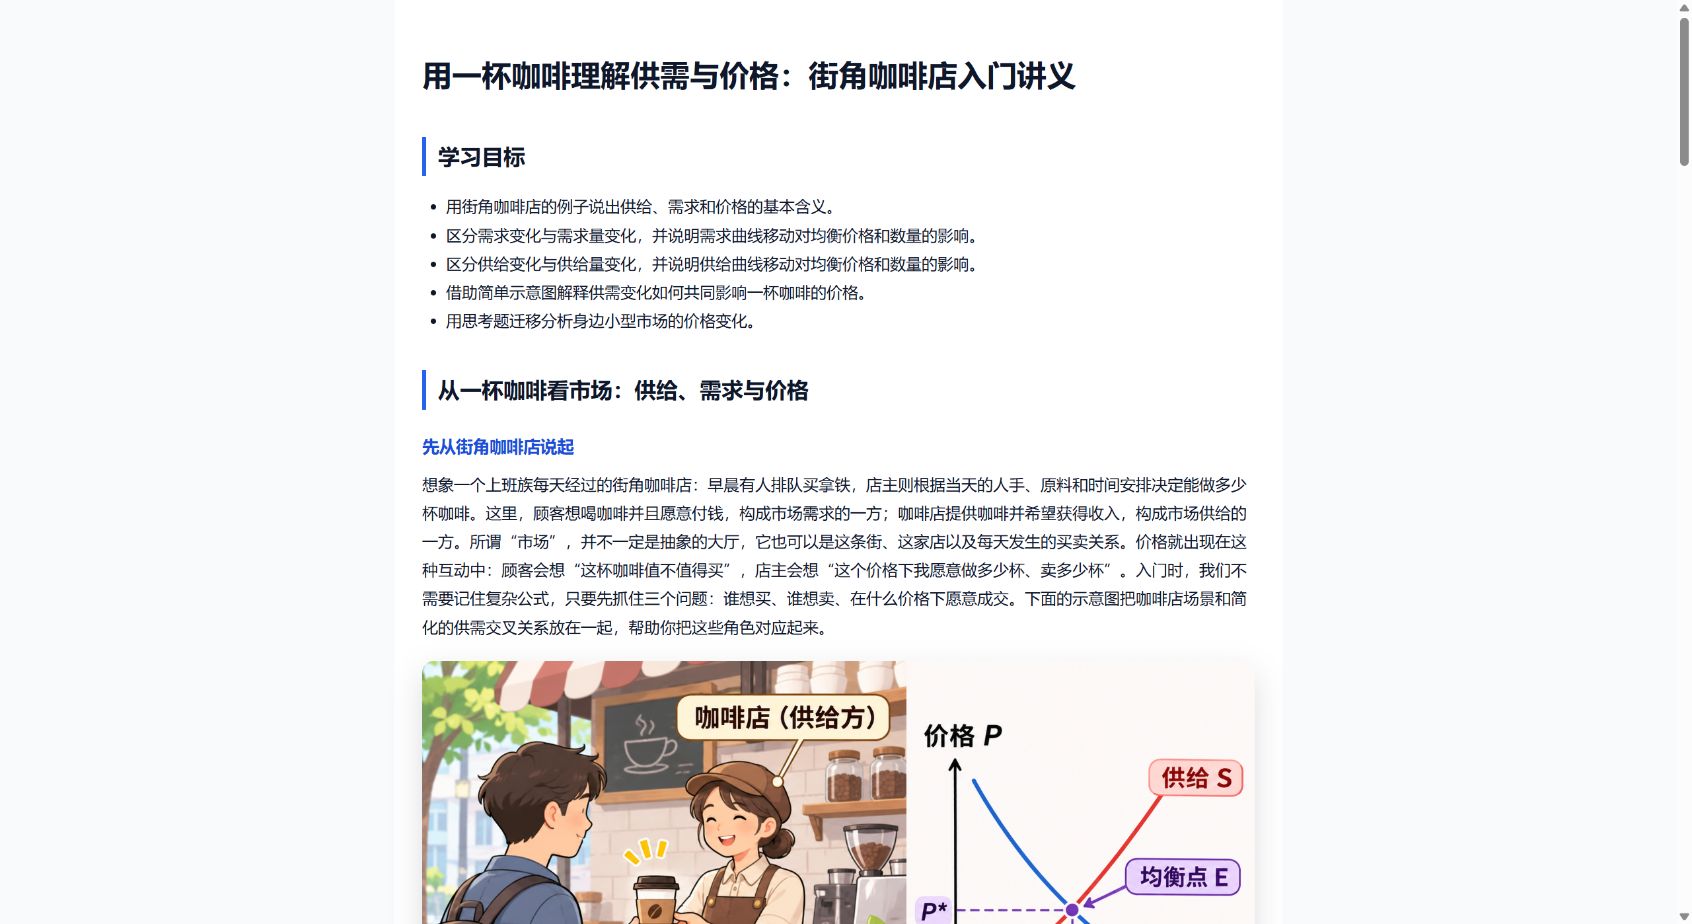 用一杯咖啡理解供需与价格：街角咖啡店入门讲义
学习目标
用街角咖啡店的例子说出供给、需求和价格的基本含义。
区分需求变化与需求量变化，并说明需求曲线移动对均衡价格和数量的影响。
区分供给变化与供给量变化，并说明供给曲线移动对均衡价格和数量的影响。
借助简单示意图解释供需变化如何共同影响一杯咖啡的价格。
用思考题迁移分析身边小型市场的价格变化。
从一杯咖啡看市场：供给、需求与价格
先从街角咖啡店说起
想象一个上班族每天经过的街角咖啡店：早晨有人排队买拿铁，店主则根据当天的人手、原料和时间安排决定能做多少
杯咖啡。这里，顾客想喝咖啡并且愿意付钱，构成市场需求的一方；咖啡店提供咖啡并希望获得收入，构成市场供给的
一方。所谓“市场”，并不一定是抽象的大厅，它也可以是这条街、这家店以及每天发生的买卖关系。价格就出现在这
种互动中：顾客会想“这杯咖啡值不值得买”，店主会想“这个价格下我愿意做多少杯、卖多少杯”。入门时，我们不
需要记住复杂公式，只要先抓住三个问题：谁想买、谁想卖、在什么价格下愿意成交。下面的示意图把咖啡店场景和简
化的供需交叉关系放在一起，帮助你把这些角色对应起来。
咖啡店（供给方）
价格 P
供给 S
均衡点 E
P*